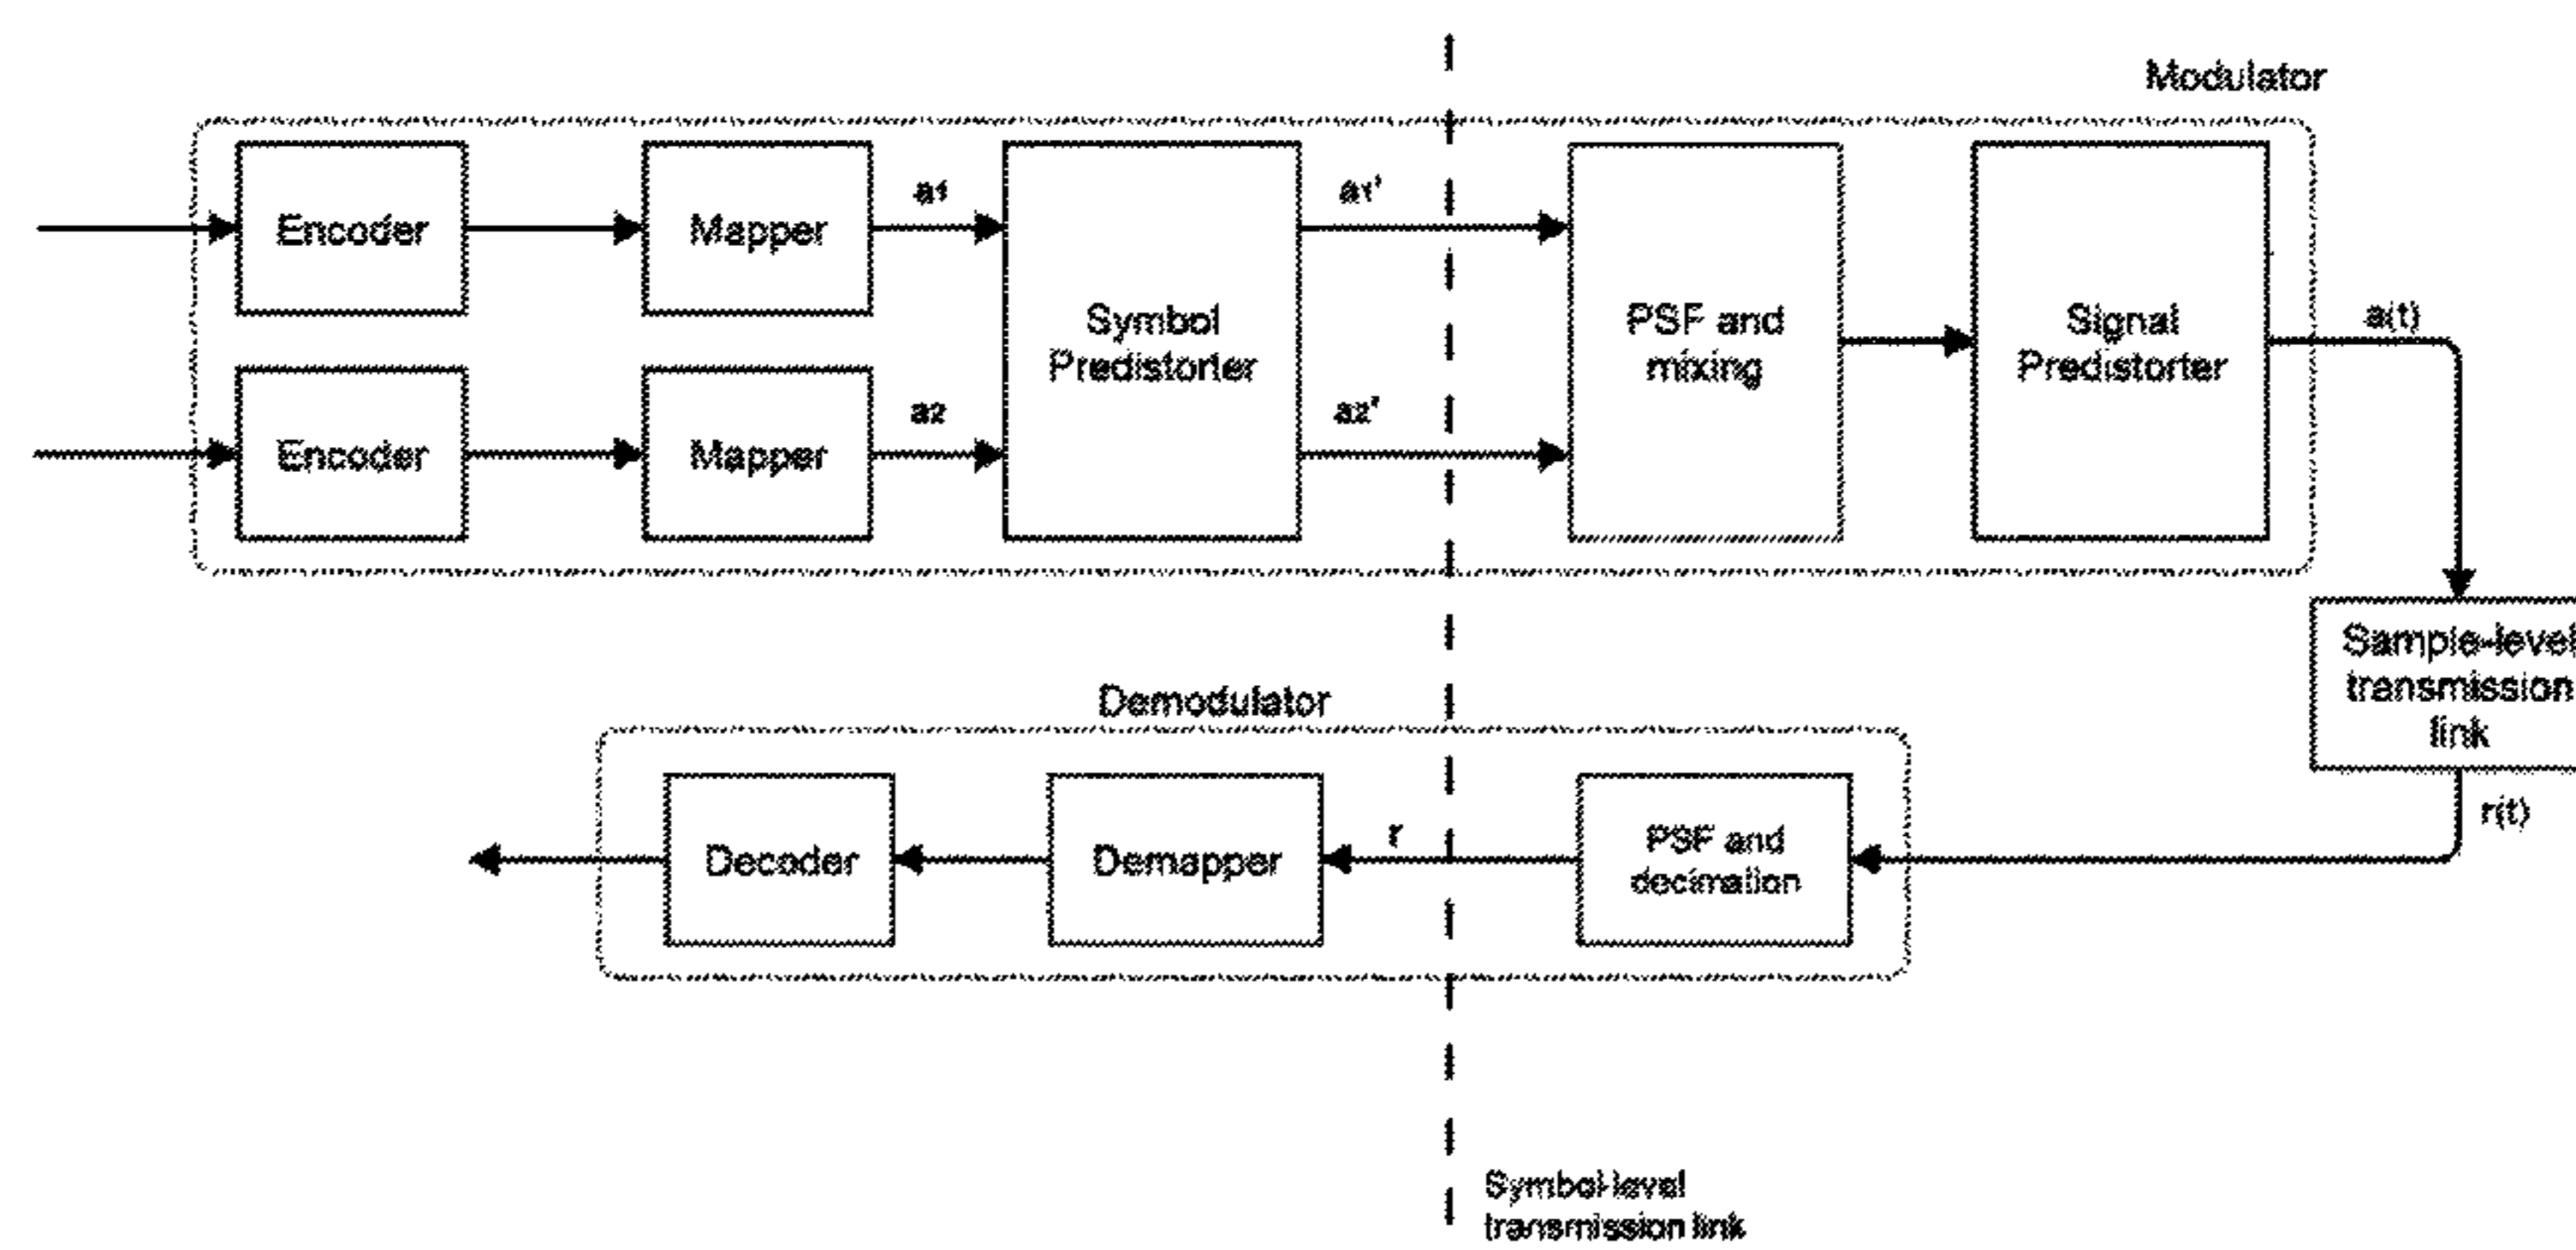 Modulator
Encoder
Mapper
a1
Symbol
Predistorter
a1'
PSF and
mixing
Signal
Predistorter
a(t)
Encoder
Mapper
a2
a2'
Sample-level
transmission
link
r(t)
Demodulator
Decoder
Demapper
r
PSF and
decimation
Symbol-level
transmission link